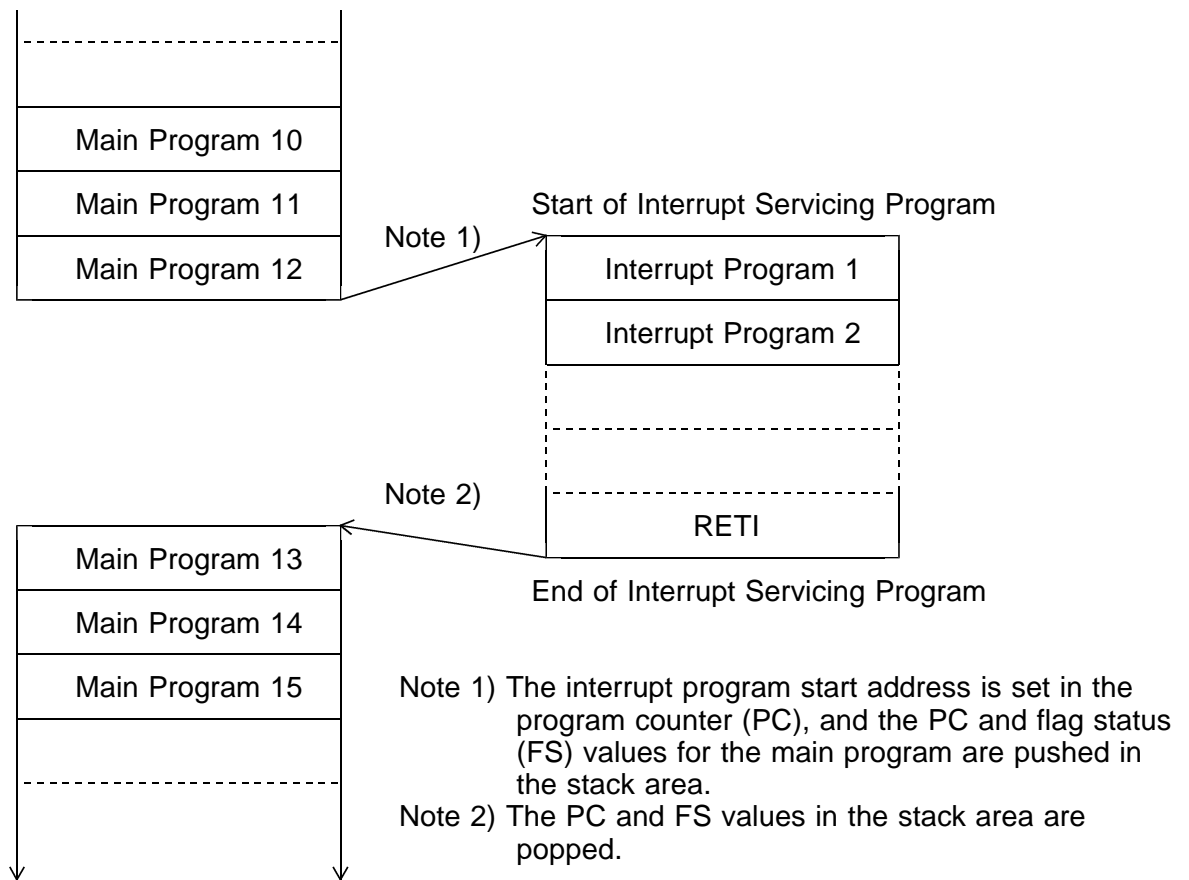 Main Program 10
Main Program 11
Main Program 12
Note 1)
Start of Interrupt Servicing Program
Interrupt Program 1
Interrupt Program 2
RETI
End of Interrupt Servicing Program
Note 2)
Main Program 13
Main Program 14
Main Program 15
Note 1) The interrupt program start address is set in the
program counter (PC), and the PC and flag status
(FS) values for the main program are pushed in
the stack area.
Note 2) The PC and FS values in the stack area are
popped.